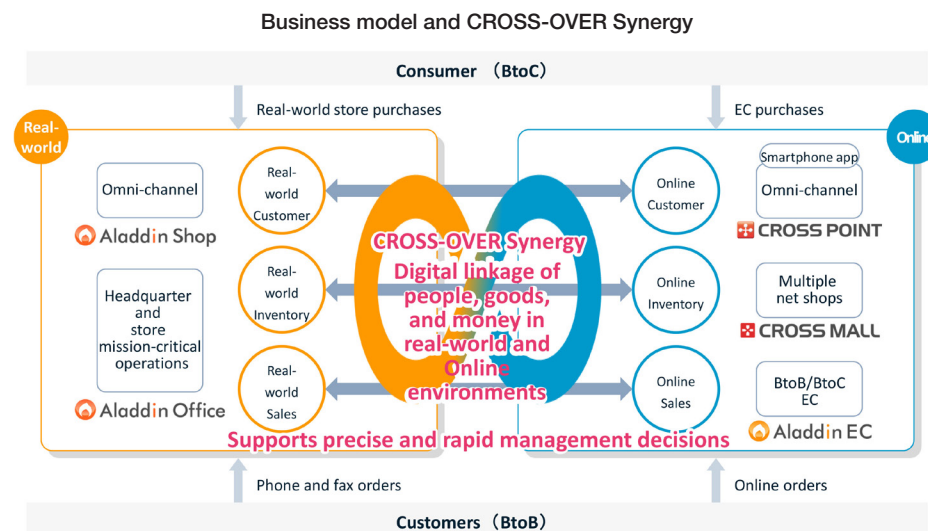 Business model and CROSS-OVER Synergy
Consumer （BtoC）
Real-world store purchases
EC purchases
Real-
world
Online
Omni-channel
Aladdin Shop
Headquarter
and
store
mission-critical
operations
Aladdin Office
Real-
world
Customer
Real-
world
Inventory
Real-
world
Sales
CROSS-OVER Synergy
Digital linkage of
people, goods,
and money in
real-world and
Online
environments
Supports precise and rapid management decisions
Online
Customer
Online
Inventory
Online
Sales
Smartphone app
Omni-channel
CROSS POINT
Multiple
net shops
CROSS MALL
BtoB/BtoC
EC
Aladdin EC
Phone and fax orders
Online orders
Customers （BtoB）